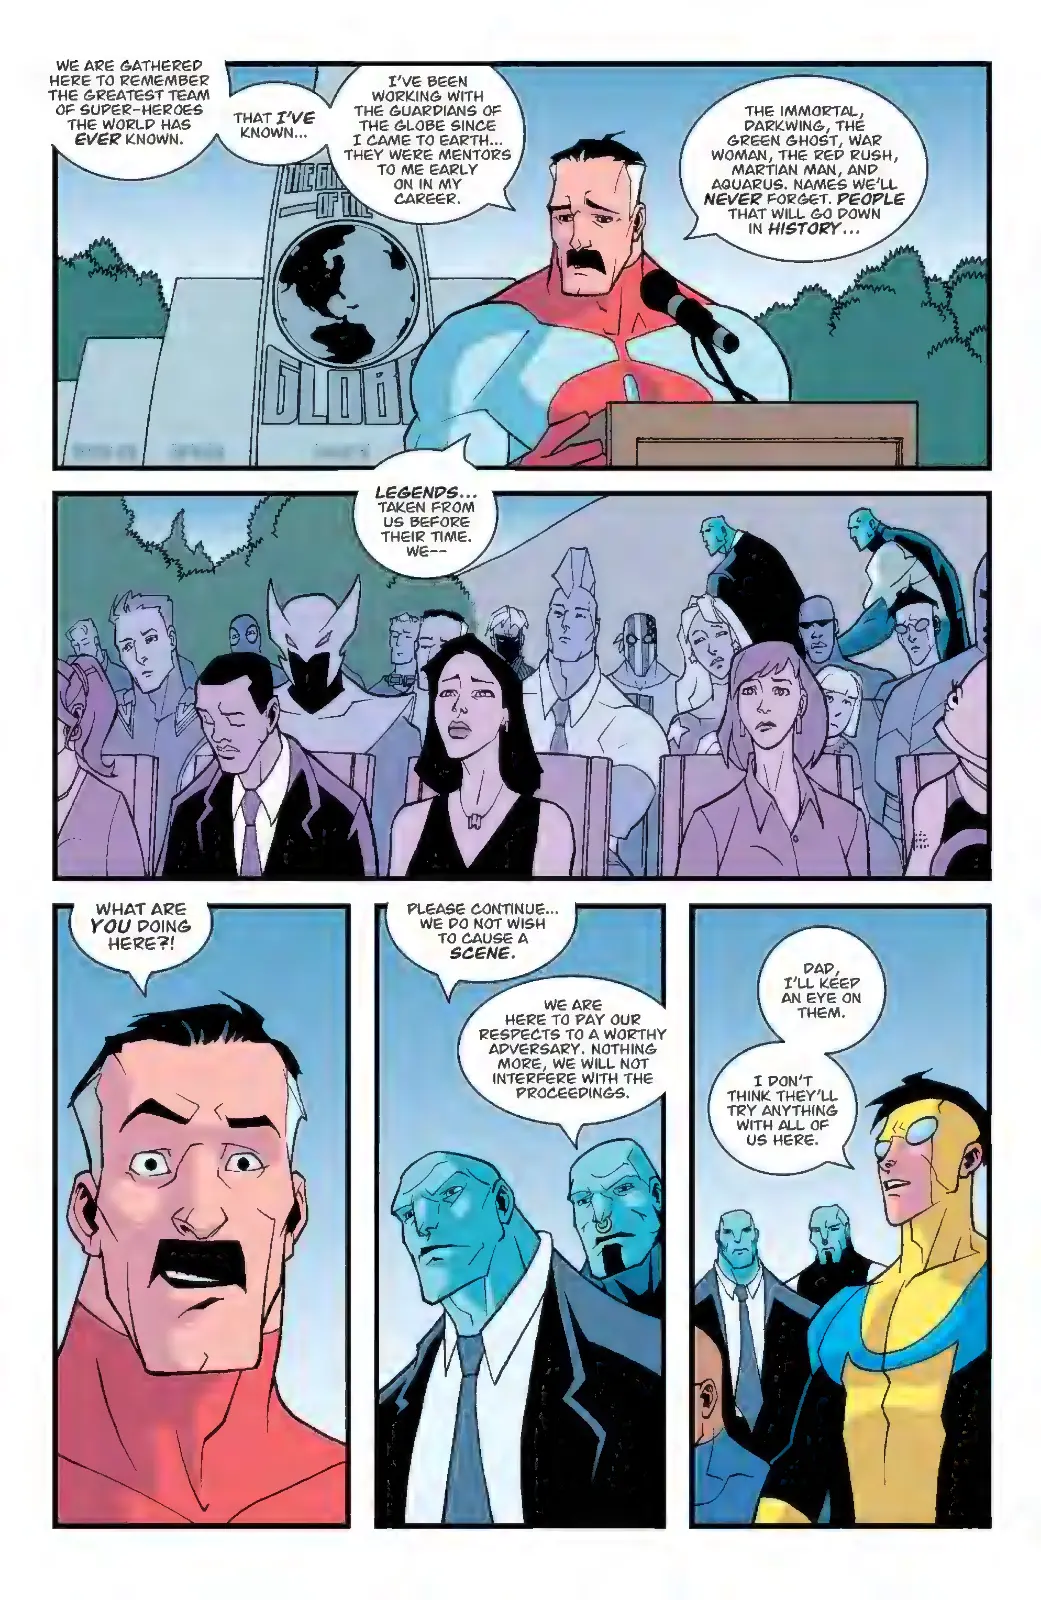 WE ARE GATHERED
HERE TO REMEMBER
THE GREATEST TEAM
OF SUPER-HEROES
THE WORLD HAS
EVER KNOWN.
THAT I'VE
KNOWN...
I'VE BEEN
WORKING WITH
THE GUARDIANS OF
THE GLOBE SINCE
I CAME TO EARTH...
THEY WERE MENTORS
TO ME EARLY
ON IN MY
CAREER.
THE IMMORTAL,
DARKWING, THE
GREEN GHOST, WAR
WOMAN, THE RED RUSH,
MARTIAN MAN, AND
AQUARUS. NAMES WE'LL
NEVER FORGET. PEOPLE
THAT WILL GO DOWN
IN HISTORY...
OF THE
LEGENDS...
TAKEN FROM
US BEFORE
THEIR TIME.
WE--
WHAT ARE
YOU DOING
HERE?!
PLEASE CONTINUE...
WE DO NOT WISH
TO CAUSE A
SCENE.
WE ARE
HERE TO PAY OUR
RESPECTS TO A WORTHY
ADVERSARY. NOTHING
MORE, WE WILL NOT
INTERFERE WITH THE
PROCEEDINGS.
DAD,
I'LL KEEP
AN EYE ON
THEM.
I DON'T
THINK THEY'LL
TRY ANYTHING
WITH ALL OF
US HERE.